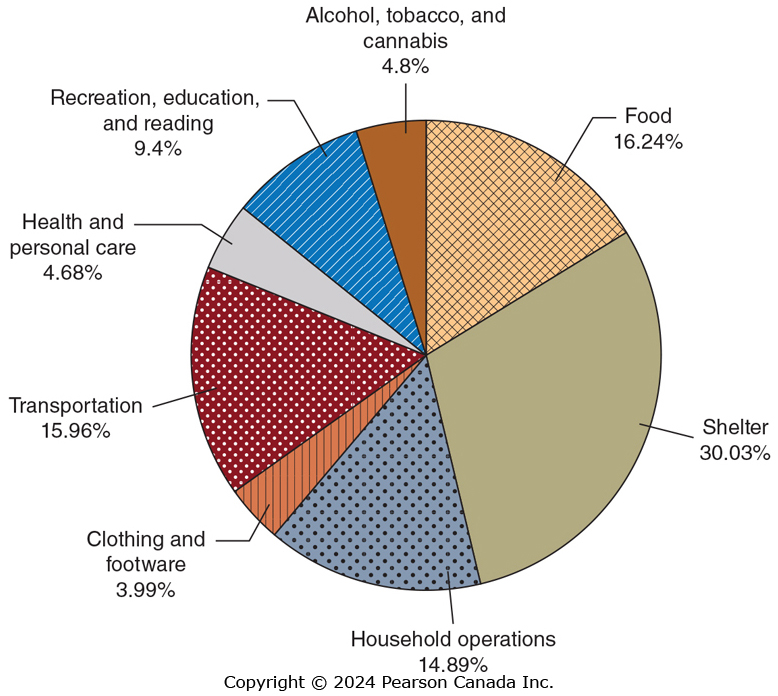 Alcohol, tobacco, and
cannabis
4.8%
Food
16.24%
Shelter
30.03%
Household operations
14.89%
Clothing and
footware
3.99%
Transportation
15.96%
Health and
personal care
4.68%
Recreation, education,
and reading
9.4%
Copyright © 2024 Pearson Canada Inc.